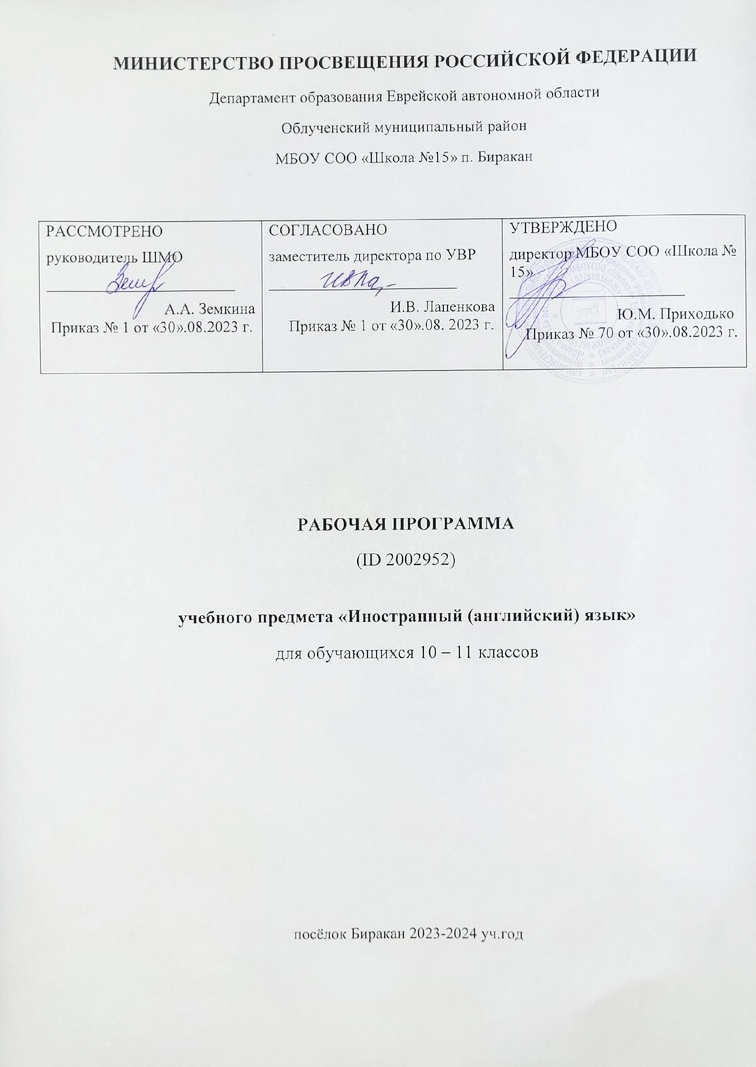 МИНИСТЕРСТВО ПРОСВЕЩЕНИЯ РОССИЙСКОЙ ФЕДЕРАЦИИ
Департамент образования Еврейской автономной области
Облученский муниципальный район
МБОУ СОО «Школа №15» п. Биракан
РАССМОТРЕНО
руководитель ШМО
А.А. Земкина
Приказ № 1 от «30».08.2023 г.
СОГЛАСОВАНО
заместитель директора по УВР
И.В. Лапенкова
Приказ № 1 от «30».08. 2023 г.
УТВЕРЖДЕНО
директор МБОУ СОО «Школа №
15»
Ю.М. Приходько
Приказ № 70 от «30».08.2023 г.
РАБОЧАЯ ПРОГРАММА
(ID 2002952)
учебного предмета «Иностранный (английский) язык»
для обучающихся 10 – 11 классов
посёлок Биракан 2023-2024 уч.год